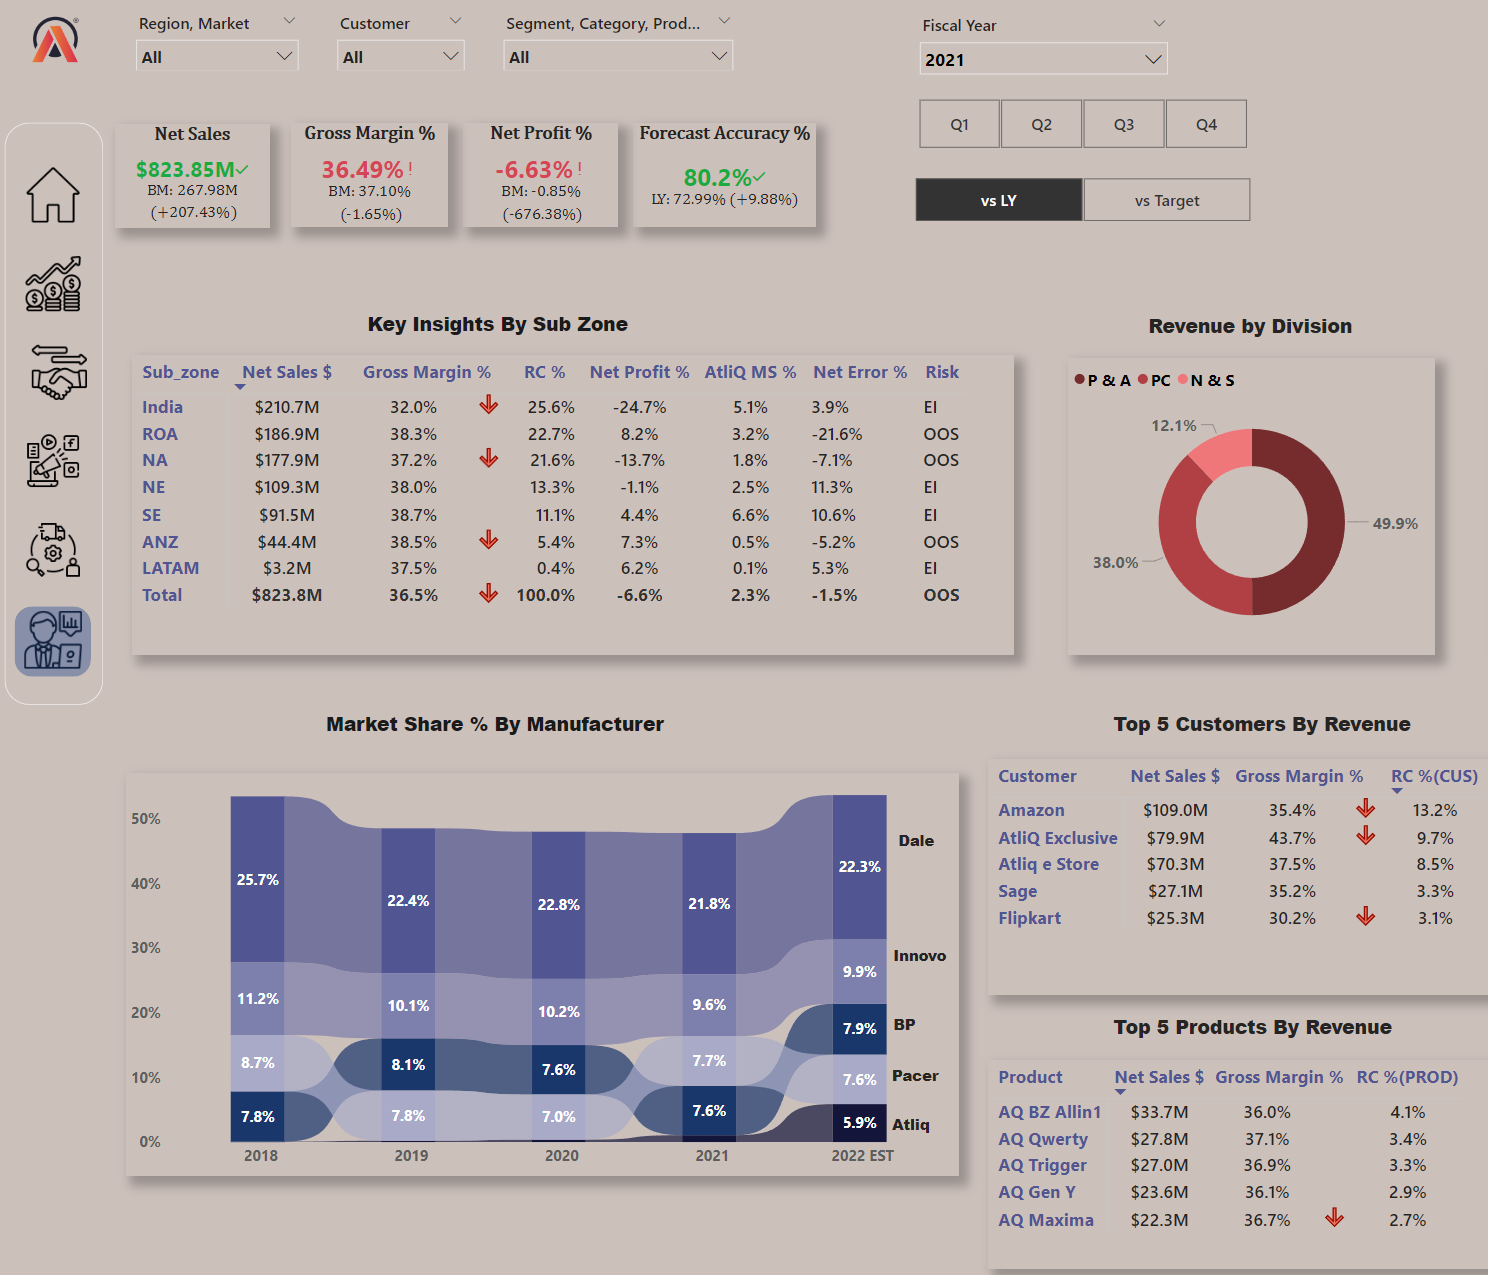 Region, Market
Customer
Segment, Category, Prod...
Fiscal Year
All
All
All
2021
Q1 Q2 Q3 Q4
vs LY vs Target
Net Sales
$823.85M
BM: 267.98M
(+207.43%)
Gross Margin %
36.49% !
BM: 37.10%
(-1.65%)
Net Profit %
-6.63% !
BM: -0.85%
(-676.38%)
Forecast Accuracy %
80.2%
LY: 72.99% (+9.88%)
Key Insights By Sub Zone
Sub_zone Net Sales $ Gross Margin % RC % Net Profit % AtliQ MS % Net Error % Risk
India $210.7M 32.0% 25.6% -24.7% 5.1% 3.9% EI
ROA $186.9M 38.3% 22.7% 8.2% 3.2% -21.6% OOS
NA $177.9M 37.2% 21.6% -13.7% 1.8% -7.1% OOS
NE $109.3M 38.0% 13.3% -1.1% 2.5% 11.3% EI
SE $91.5M 38.7% 11.1% 4.4% 6.6% 10.6% EI
ANZ $44.4M 38.5% 5.4% 7.3% 0.5% -5.2% OOS
LATAM $3.2M 37.5% 0.4% 6.2% 0.1% 5.3% EI
Total $823.8M 36.5% 100.0% -6.6% 2.3% -1.5% OOS
Revenue by Division
P & A PC N & S
12.1%
49.9%
38.0%
Market Share % By Manufacturer
50%
40%
30%
20%
10%
0%
25.7%
11.2%
8.7%
7.8%
22.4%
10.1%
8.1%
7.8%
22.8%
10.2%
7.6%
7.0%
21.8%
9.6%
7.7%
7.6%
22.3%
9.9%
7.9%
7.6%
5.9%
Dale
Innovo
BP
Pacer
Atliq
2018 2019 2020 2021 2022 EST
Top 5 Customers By Revenue
Customer Net Sales $ Gross Margin % RC %(CUS)
Amazon $109.0M 35.4% 13.2%
AtliQ Exclusive $79.9M 43.7% 9.7%
Atliq e Store $70.3M 37.5% 8.5%
Sage $27.1M 35.2% 3.3%
Flipkart $25.3M 30.2% 3.1%
Top 5 Products By Revenue
Product Net Sales $ Gross Margin % RC %(PROD)
AQ BZ Allin1 $33.7M 36.0% 4.1%
AQ Qwerty $27.8M 37.1% 3.4%
AQ Trigger $27.0M 36.9% 3.3%
AQ Gen Y $23.6M 36.1% 2.9%
AQ Maxima $22.3M 36.7% 2.7%